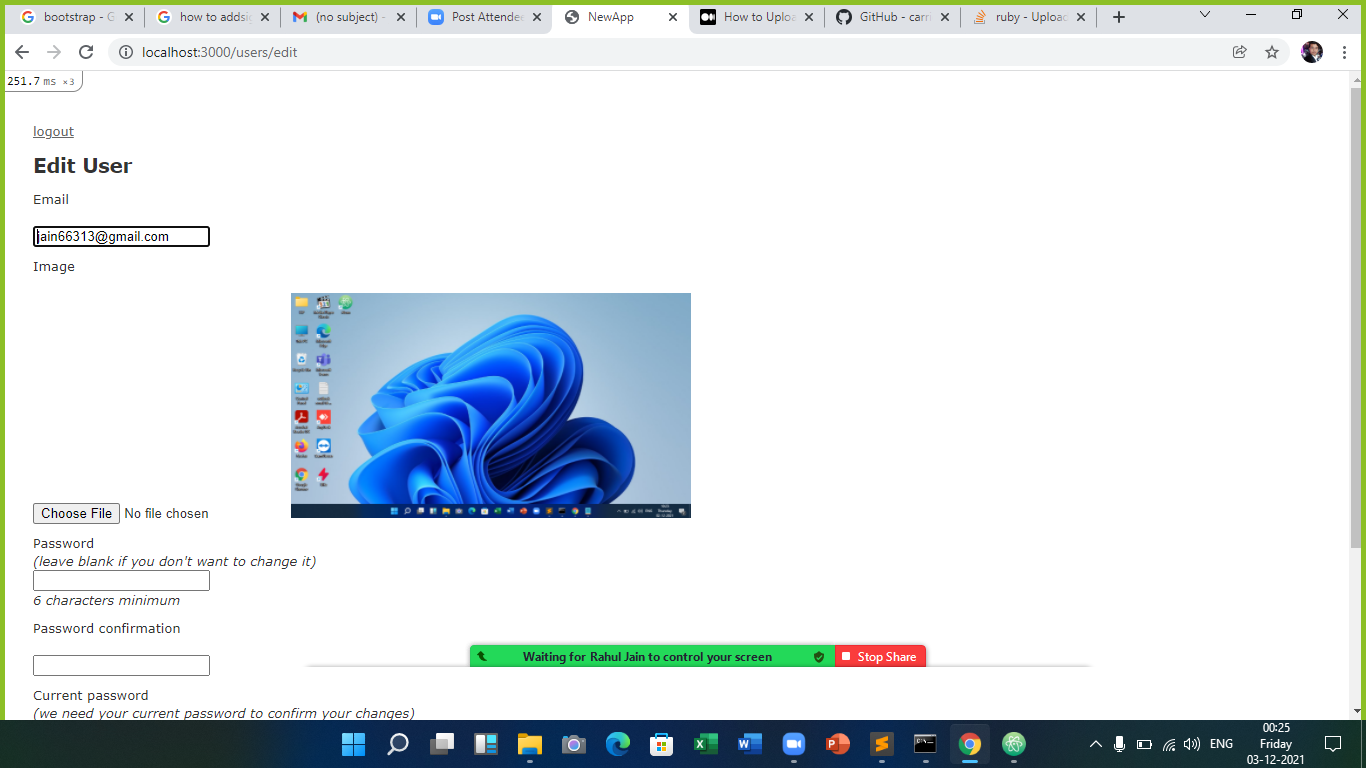 bootstrap - G
how to addsi
(no subject) -
Post Attende
NewApp
How to Uploa
GitHub - carri
ruby - Upload
localhost:3000/users/edit
251.7 ms ×3
logout
Edit User
Email
jain66313@gmail.com
Image
Choose File No file chosen
Password
(leave blank if you don't want to change it)
6 characters minimum
Password confirmation
Waiting for Rahul Jain to control your screen
Stop Share
Current password
(we need your current password to confirm your changes)
ENG
00:25
Friday
03-12-2021